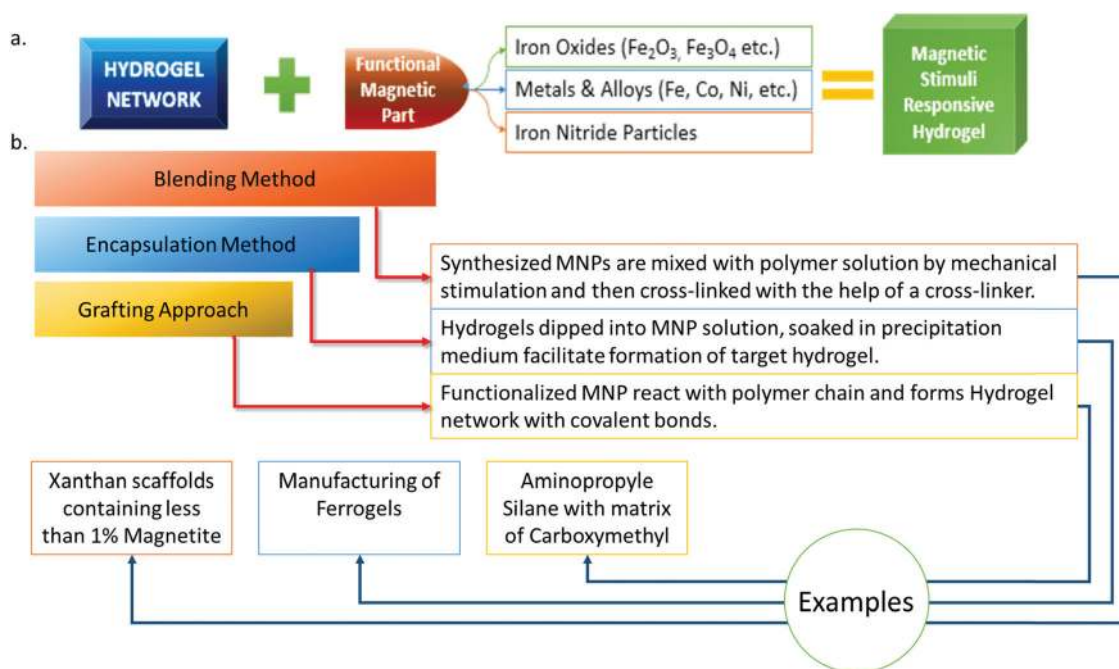 a.
HYDROGEL
NETWORK
Functional
Magnetic
Part
Iron Oxides (Fe₂O₃, Fe₃O₄ etc.)
Metals & Alloys (Fe, Co, Ni, etc.)
Iron Nitride Particles
Magnetic
Stimuli
Responsive
Hydrogel
b.
Blending Method
Encapsulation Method
Grafting Approach
Synthesized MNPs are mixed with polymer solution by mechanical
stimulation and then cross-linked with the help of a cross-linker.
Hydrogels dipped into MNP solution, soaked in precipitation
medium facilitate formation of target hydrogel.
Functionalized MNP react with polymer chain and forms Hydrogel
network with covalent bonds.
Xanthan scaffolds
containing less
than 1% Magnetite
Manufacturing of
Ferrogels
Aminopropyle
Silane with matrix
of Carboxymethyl
Examples